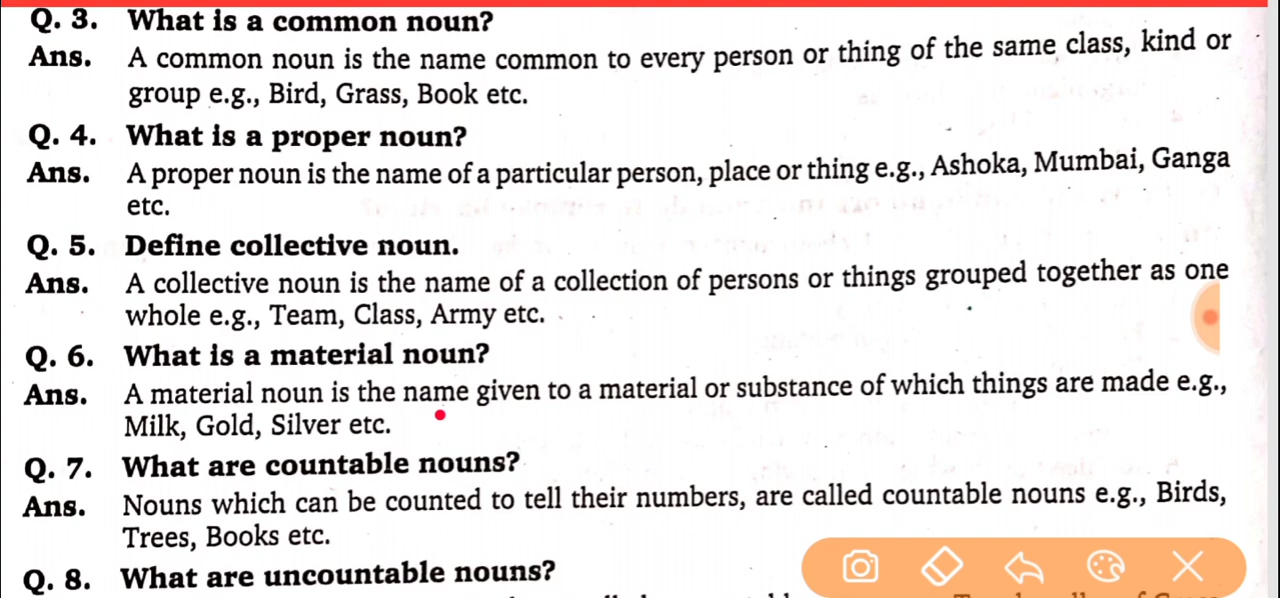 Q. 3. What is a common noun?
Ans. A common noun is the name common to every person or thing of the same class, kind or
group e.g., Bird, Grass, Book etc.
Q. 4. What is a proper noun?
Ans. A proper noun is the name of a particular person, place or thing e.g., Ashoka, Mumbai, Ganga
etc.
Q. 5. Define collective noun.
Ans. A collective noun is the name of a collection of persons or things grouped together as one
whole e.g., Team, Class, Army etc.
Q. 6. What is a material noun?
Ans. A material noun is the name given to a material or substance of which things are made e.g.,
Milk, Gold, Silver etc.
Q. 7. What are countable nouns?
Ans. Nouns which can be counted to tell their numbers, are called countable nouns e.g., Birds,
Trees, Books etc.
Q. 8. What are uncountable nouns?